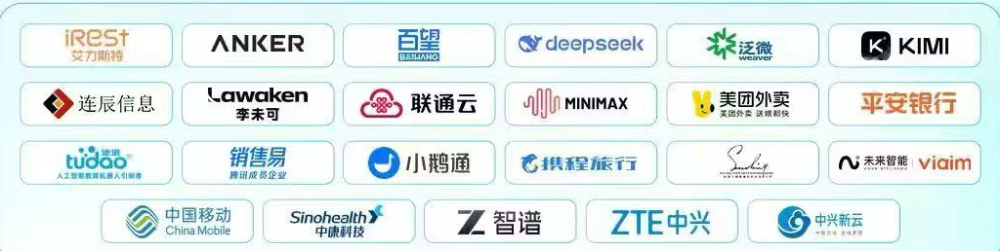 iRest
艾力斯特
ANKER
百望
BAIWANG
deepseek
泛微
weaver
K
KIMI
连辰信息
Lawaken
李未可
联通云
MINIMAX
美团外卖
美团外卖 送啥都快
平安银行
途道
tudao
人工智能教育机器人引领者
销售易
腾讯成员企业
小鹅通
携程旅行
未来智能
viaim
中国移动
China Mobile
Sinohealth
中康科技
Z 智谱
ZTE中兴
中兴新云